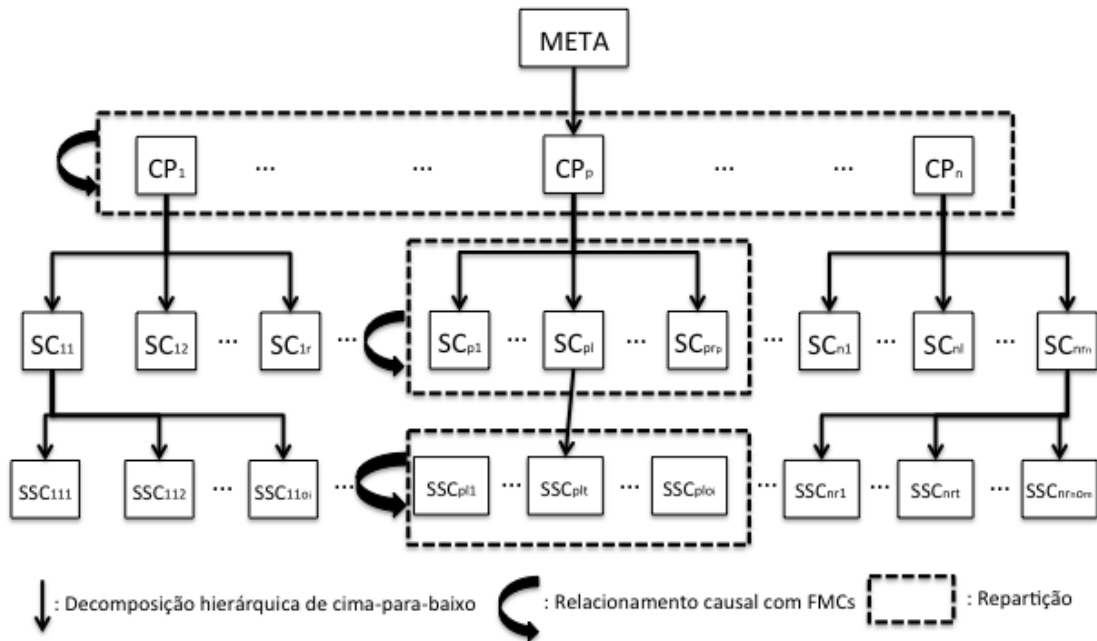 META
CP₁ ... ... CPₚ ... ... CPₙ
SC₁₁ SC₁₂ ... SC₁ᵣ ... SCₚ₁ ... SCₚₗ ... SCₚᵣₚ ... SCₙ₁ ... SCₙₗ ... SCₙᵣₙ
SSC₁₁₁ SSC₁₁₂ ... SSC₁₁ₒᵢ ... SSCₚₗ₁ ... SSCₚₗₜ ... SSCₚₗₒᵢ ... SSCₙᵣ₁ ... SSCₙᵣₜ ... SSCₙᵣₙₒₘ
: Decomposição hierárquica de cima-para-baixo : Relacionamento causal com FMCs : Repartição